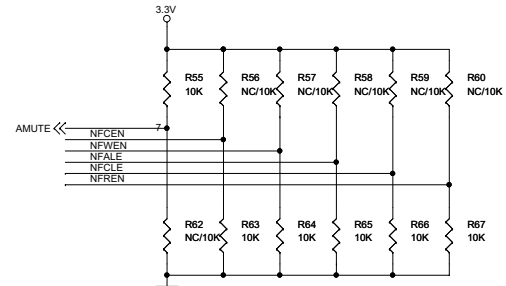 3.3V
R55 R56 R57 R58 R59 R60
10K NC/10K NC/10K NC/10K NC/10K NC/10K
AMUTE 7
NFCEN
NFWEN
NFALE
NFCLE
NFREN
R62 R63 R64 R65 R66 R67
NC/10K 10K 10K 10K 10K 10K